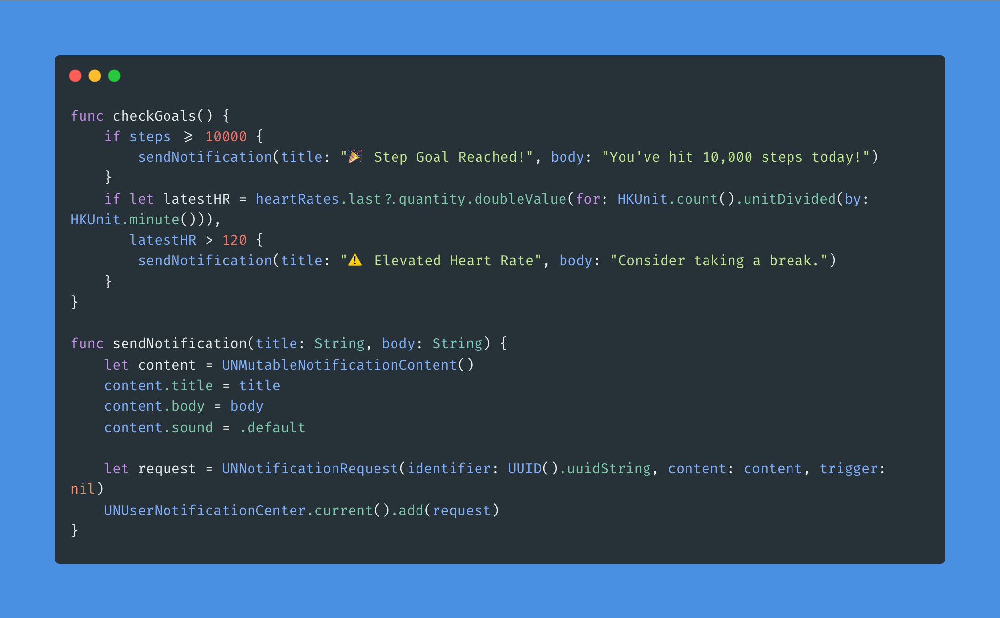 func checkGoals() {
    if steps >= 10000 {
        sendNotification(title: "🎉 Step Goal Reached!", body: "You've hit 10,000 steps today!")
    }
    if let latestHR = heartRates.last?.quantity.doubleValue(for: HKUnit.count().unitDivided(by:
HKUnit.minute())),
       latestHR > 120 {
        sendNotification(title: "⚠️ Elevated Heart Rate", body: "Consider taking a break.")
    }
}

func sendNotification(title: String, body: String) {
    let content = UNMutableNotificationContent()
    content.title = title
    content.body = body
    content.sound = .default

    let request = UNNotificationRequest(identifier: UUID().uuidString, content: content, trigger:
nil)
    UNUserNotificationCenter.current().add(request)
}